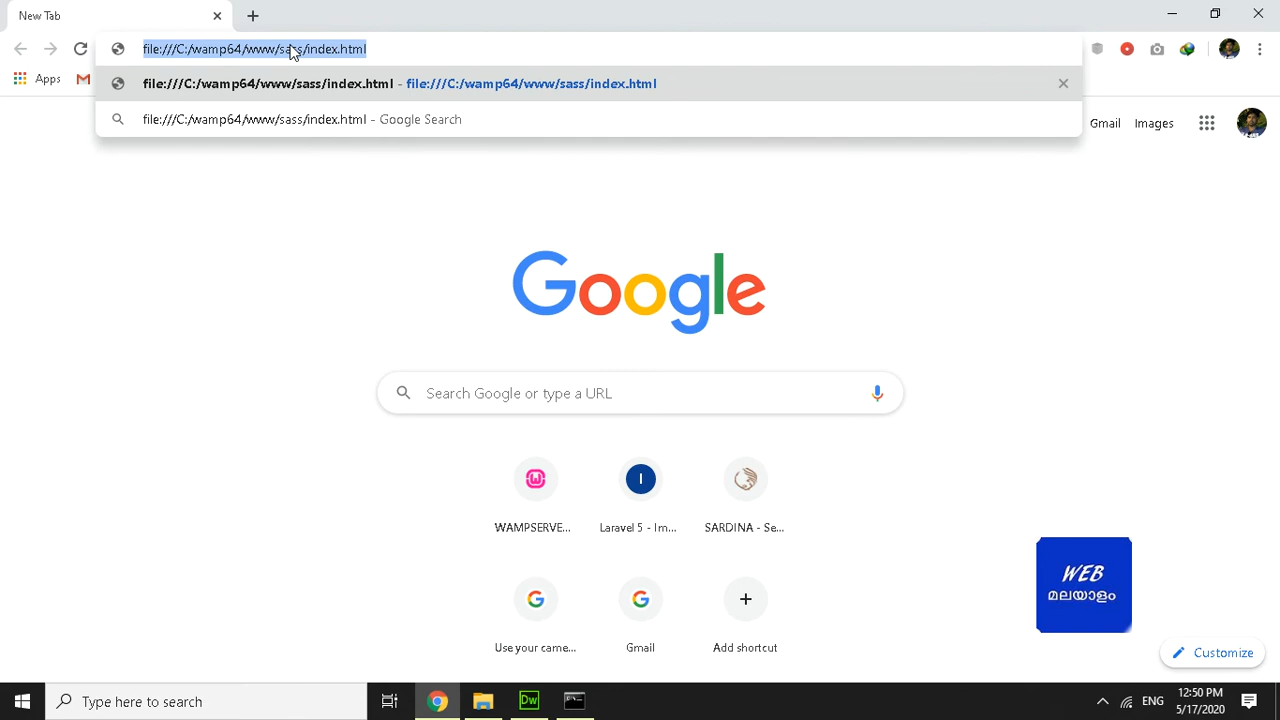 New Tab
file:///C:/wamp64/www/sass/index.html
Apps
file:///C:/wamp64/www/sass/index.html - file:///C:/wamp64/www/sass/index.html
file:///C:/wamp64/www/sass/index.html - Google Search
Gmail Images
Google
Search Google or type a URL
I
WAMPSERVE... Laravel 5 - Im... SARDINA - Se...
Use your came... Gmail Add shortcut
WEB
മലയാളം
Customize
Type here to search
Dw
ENG
12:50 PM
5/17/2020